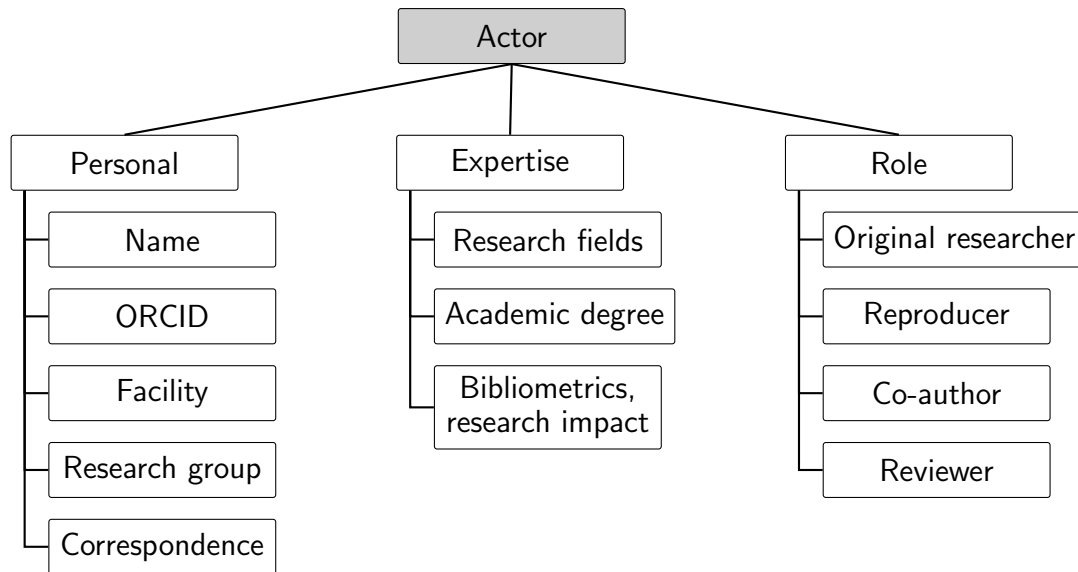 Actor
Personal
Name
ORCID
Facility
Research group
Correspondence
Expertise
Research fields
Academic degree
Bibliometrics,
research impact
Role
Original researcher
Reproducer
Co-author
Reviewer